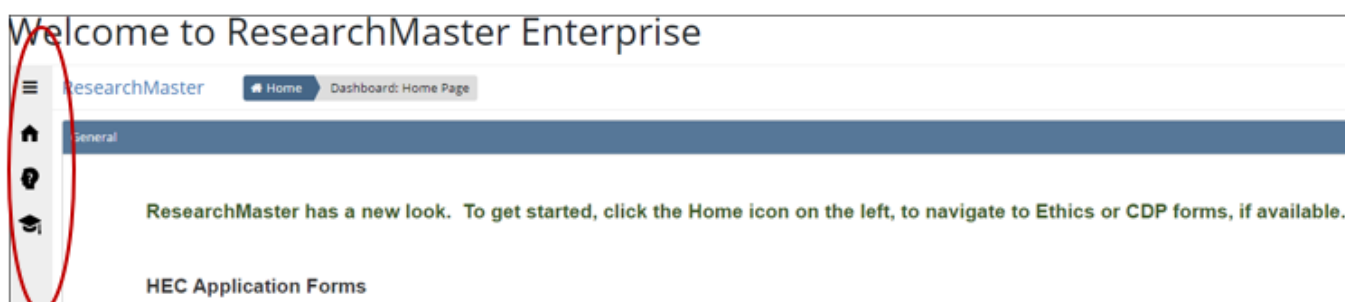 Welcome to ResearchMaster Enterprise
ResearchMaster Home Dashboard: Home Page
General
ResearchMaster has a new look. To get started, click the Home icon on the left, to navigate to Ethics or CDP forms, if available.
HEC Application Forms